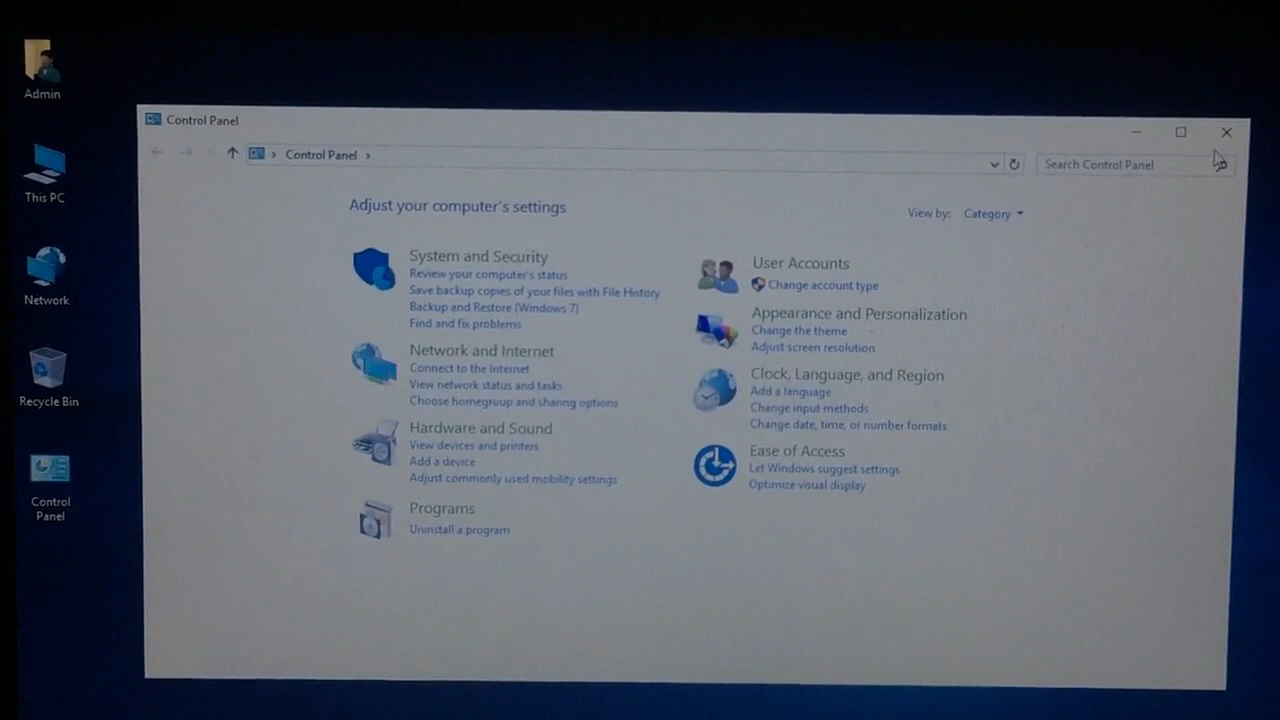 Admin
This PC
Network
Recycle Bin
Control
Panel
Control Panel
Control Panel
Search Control Panel
Adjust your computer's settings
View by: Category
System and Security
Review your computer's status
Save backup copies of your files with File History
Backup and Restore (Windows 7)
Find and fix problems
Network and Internet
Connect to the Internet
View network status and tasks
Choose homegroup and sharing options
Hardware and Sound
View devices and printers
Add a device
Adjust commonly used mobility settings
Programs
Uninstall a program
User Accounts
Change account type
Appearance and Personalization
Change the theme
Adjust screen resolution
Clock, Language, and Region
Add a language
Change input methods
Change date, time, or number formats
Ease of Access
Let Windows suggest settings
Optimize visual display